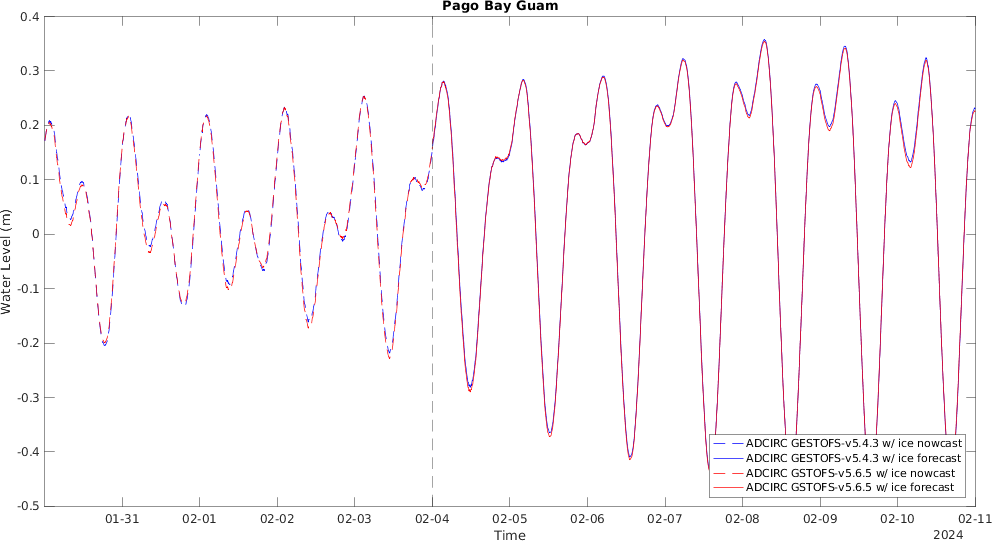 Pago Bay Guam
0.4
0.3
0.2
0.1
0
-0.1
-0.2
-0.3
-0.4
-0.5
Water Level (m)
ADCIRC GESTOFS-v5.4.3 w/ ice nowcast
ADCIRC GESTOFS-v5.4.3 w/ ice forecast
ADCIRC GSTOFS-v5.6.5 w/ ice nowcast
ADCIRC GSTOFS-v5.6.5 w/ ice forecast
01-31 02-01 02-02 02-03 02-04 02-05 02-06 02-07 02-08 02-09 02-10 02-11
Time 2024